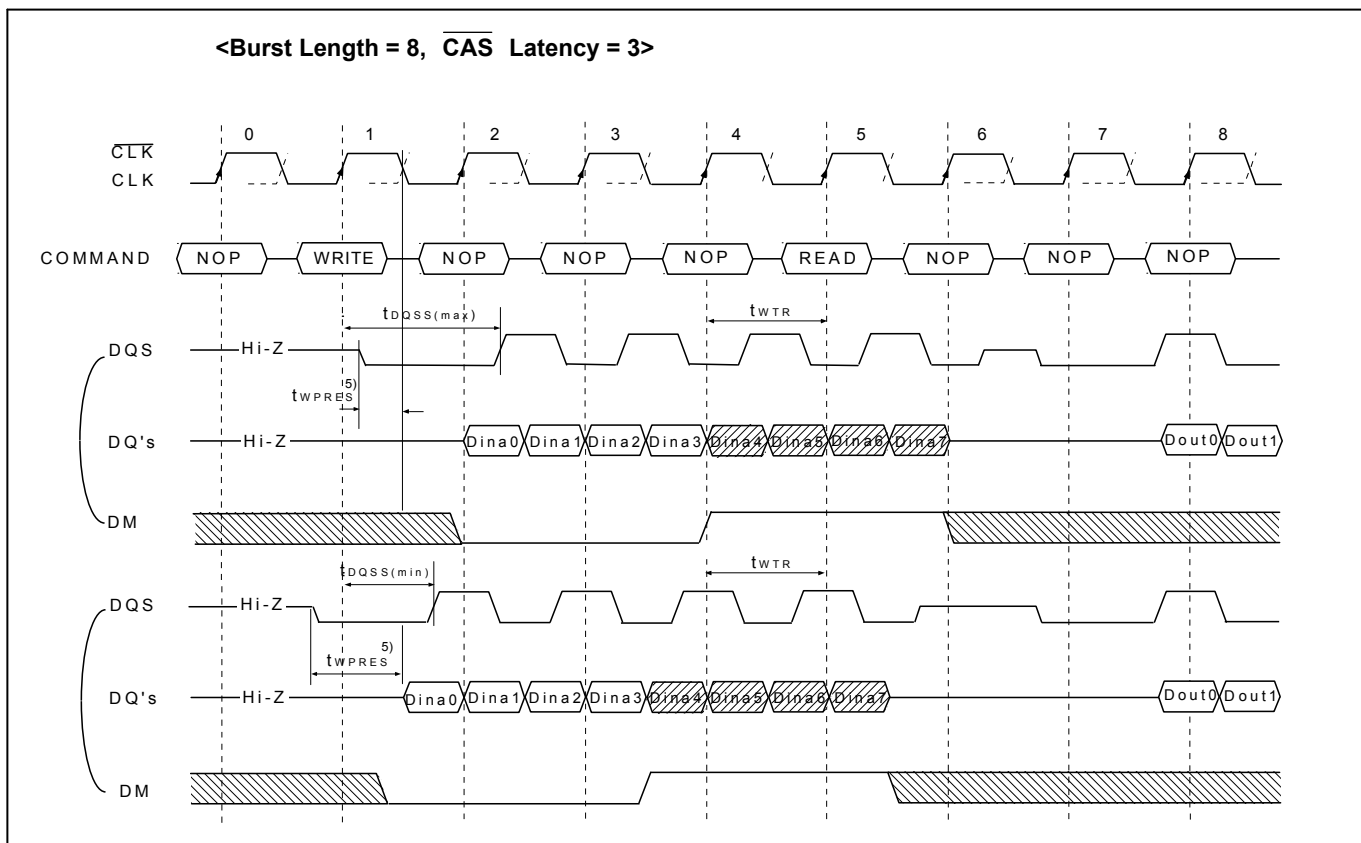 <Burst Length = 8, CAS Latency = 3>
0 1 2 3 4 5 6 7 8
CLK
CLK
COMMAND NOP WRITE NOP NOP NOP READ NOP NOP NOP
tDQSS(max) tWTR
DQS Hi-Z
tWPRES 5)
DQ's Hi-Z Dina0 Dina1 Dina2 Dina3 Dina4 Dina5 Dina6 Dina7 Dout0 Dout1
DM
tDQSS(min) tWTR
DQS Hi-Z
tWPRES 5)
DQ's Hi-Z Dina0 Dina1 Dina2 Dina3 Dina4 Dina5 Dina6 Dina7 Dout0 Dout1
DM